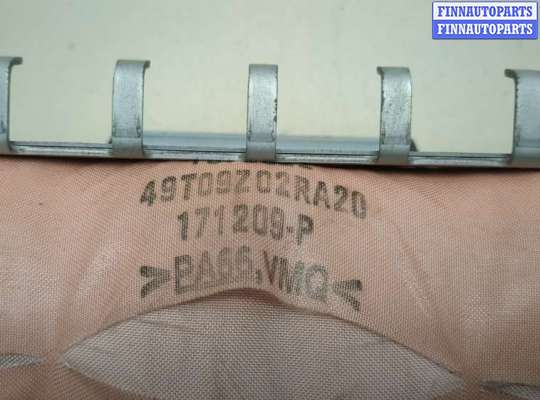 FINNAUTOPARTS
FINNAUTOPARTS
49T09Z02RA20
171209-P
>PA66,VMQ<